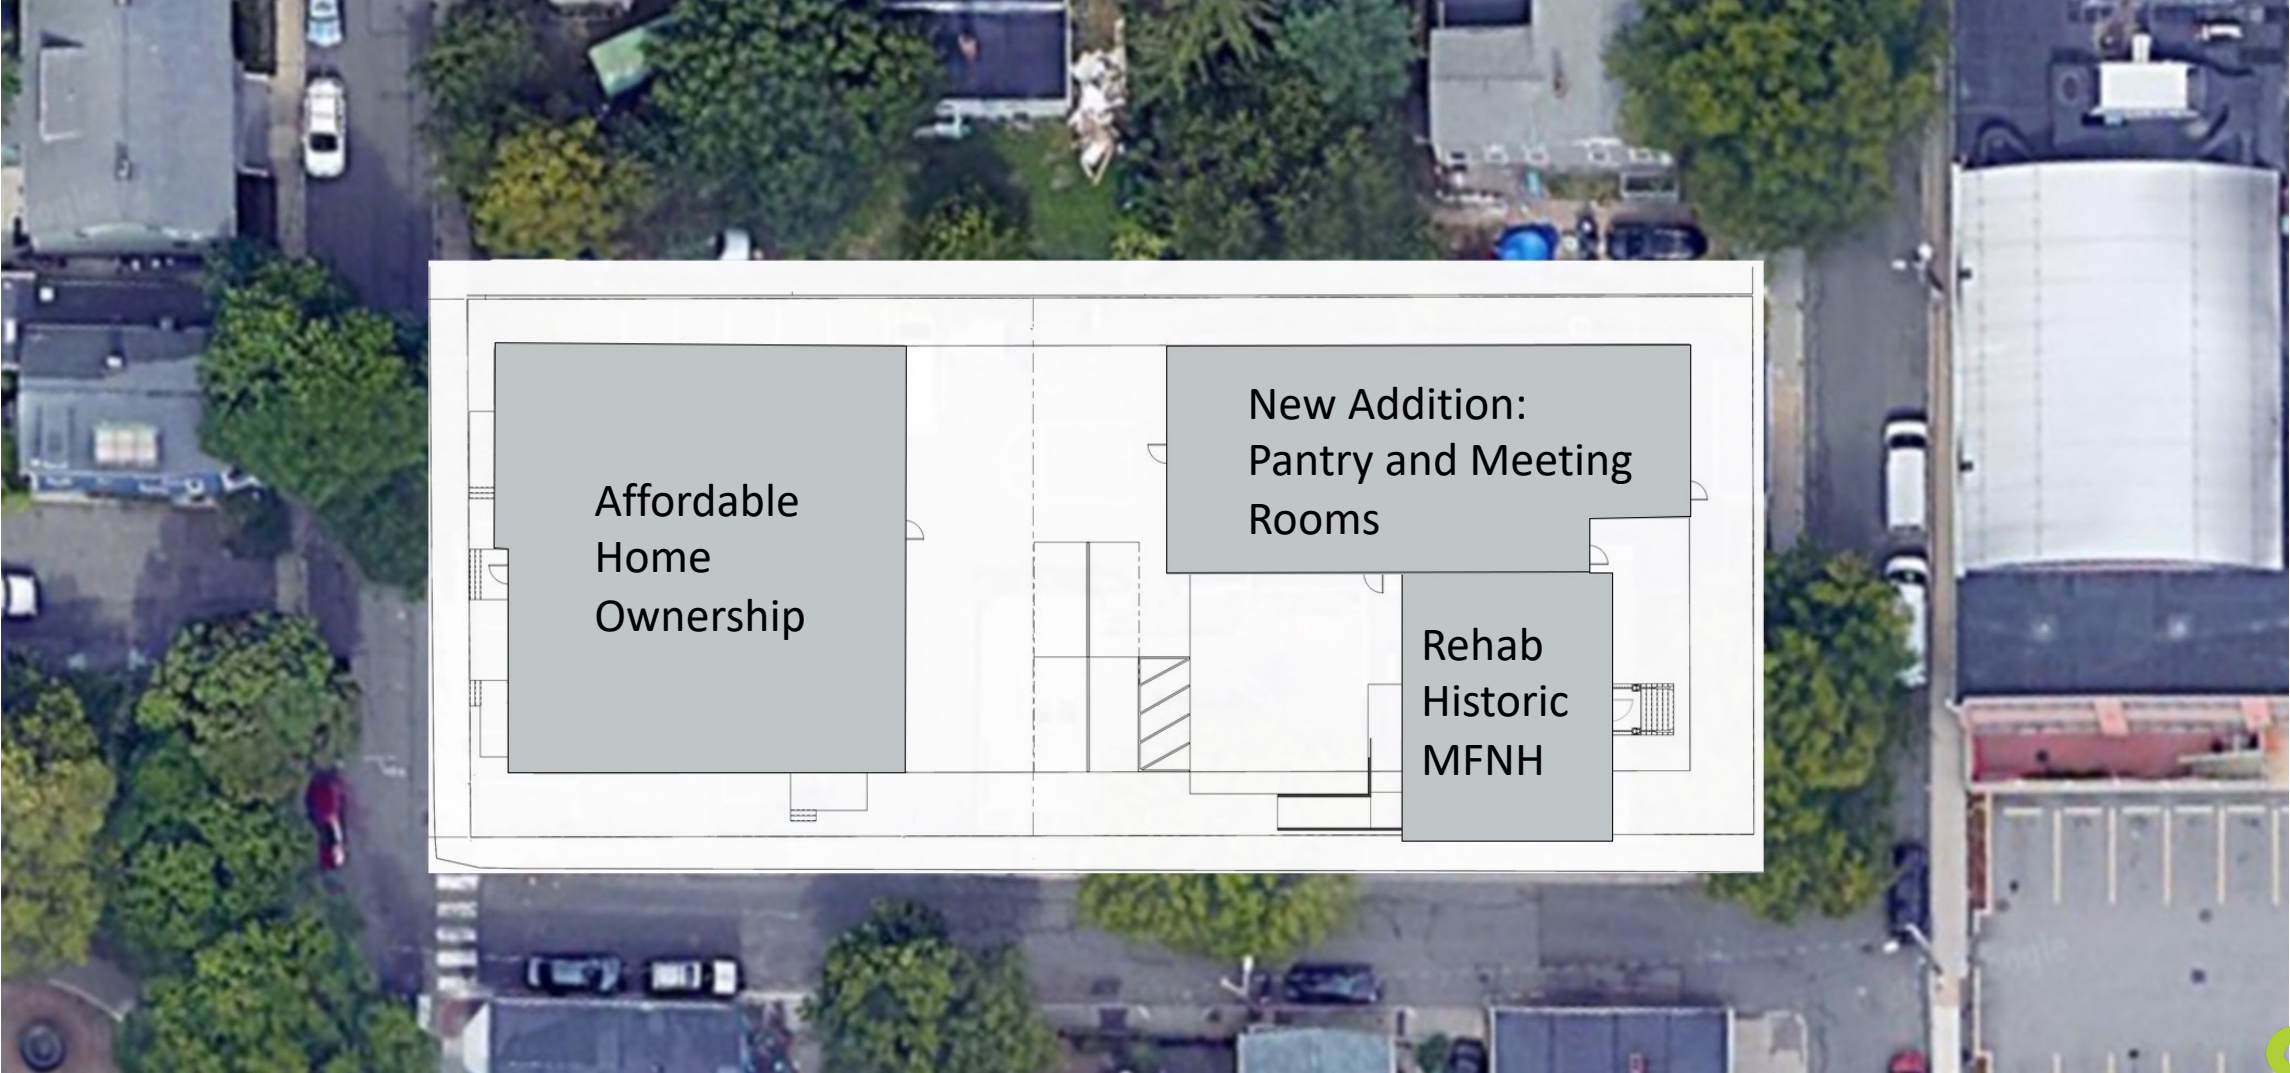 Affordable
Home
Ownership
New Addition:
Pantry and Meeting
Rooms
Rehab
Historic
MFNH